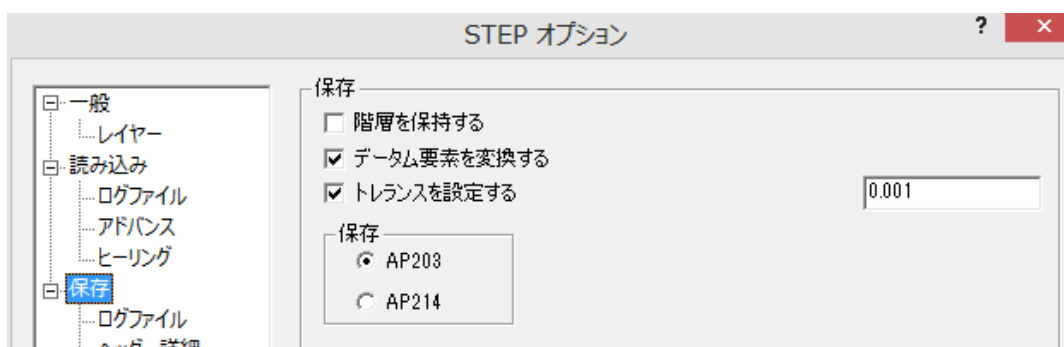 STEP オプション
?
×
一般
レイヤー
読み込み
ログファイル
アドバンス
ヒーリング
保存
ログファイル
保存
階層を保持する
データム要素を変換する
トレランスを設定する
0.001
保存
AP203
AP214